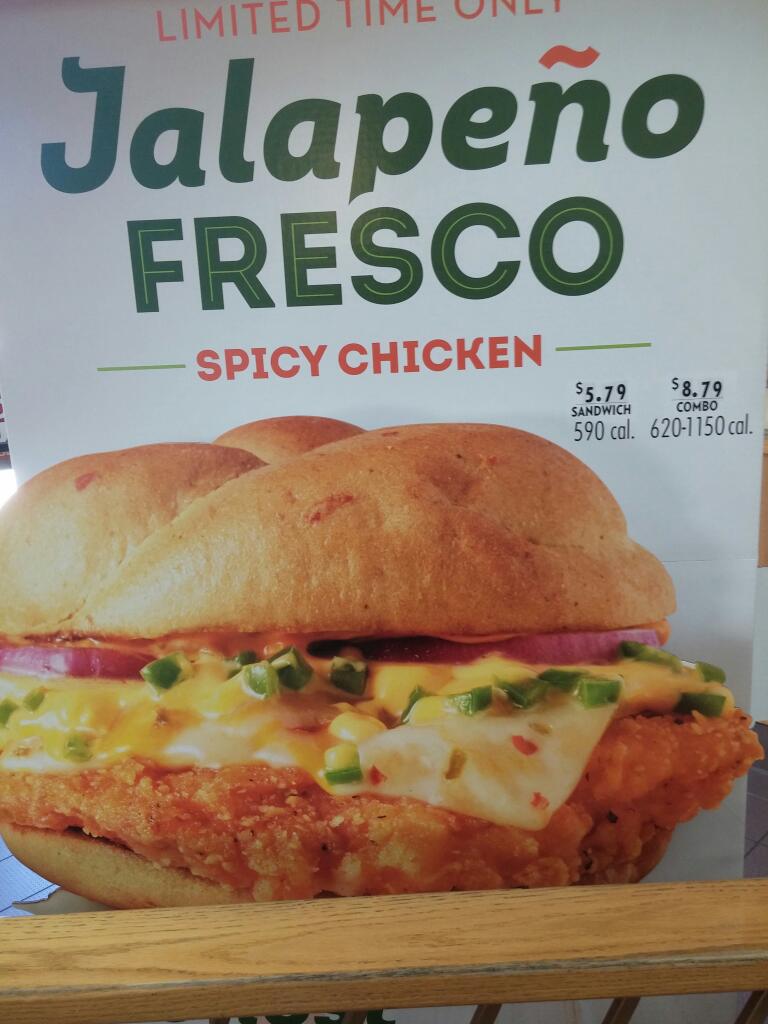 LIMITED TIME ONLY
Jalapeño
FRESCO
SPICY CHICKEN
$5.79 $8.79
SANDWICH COMBO
590 cal. 620-1150 cal.